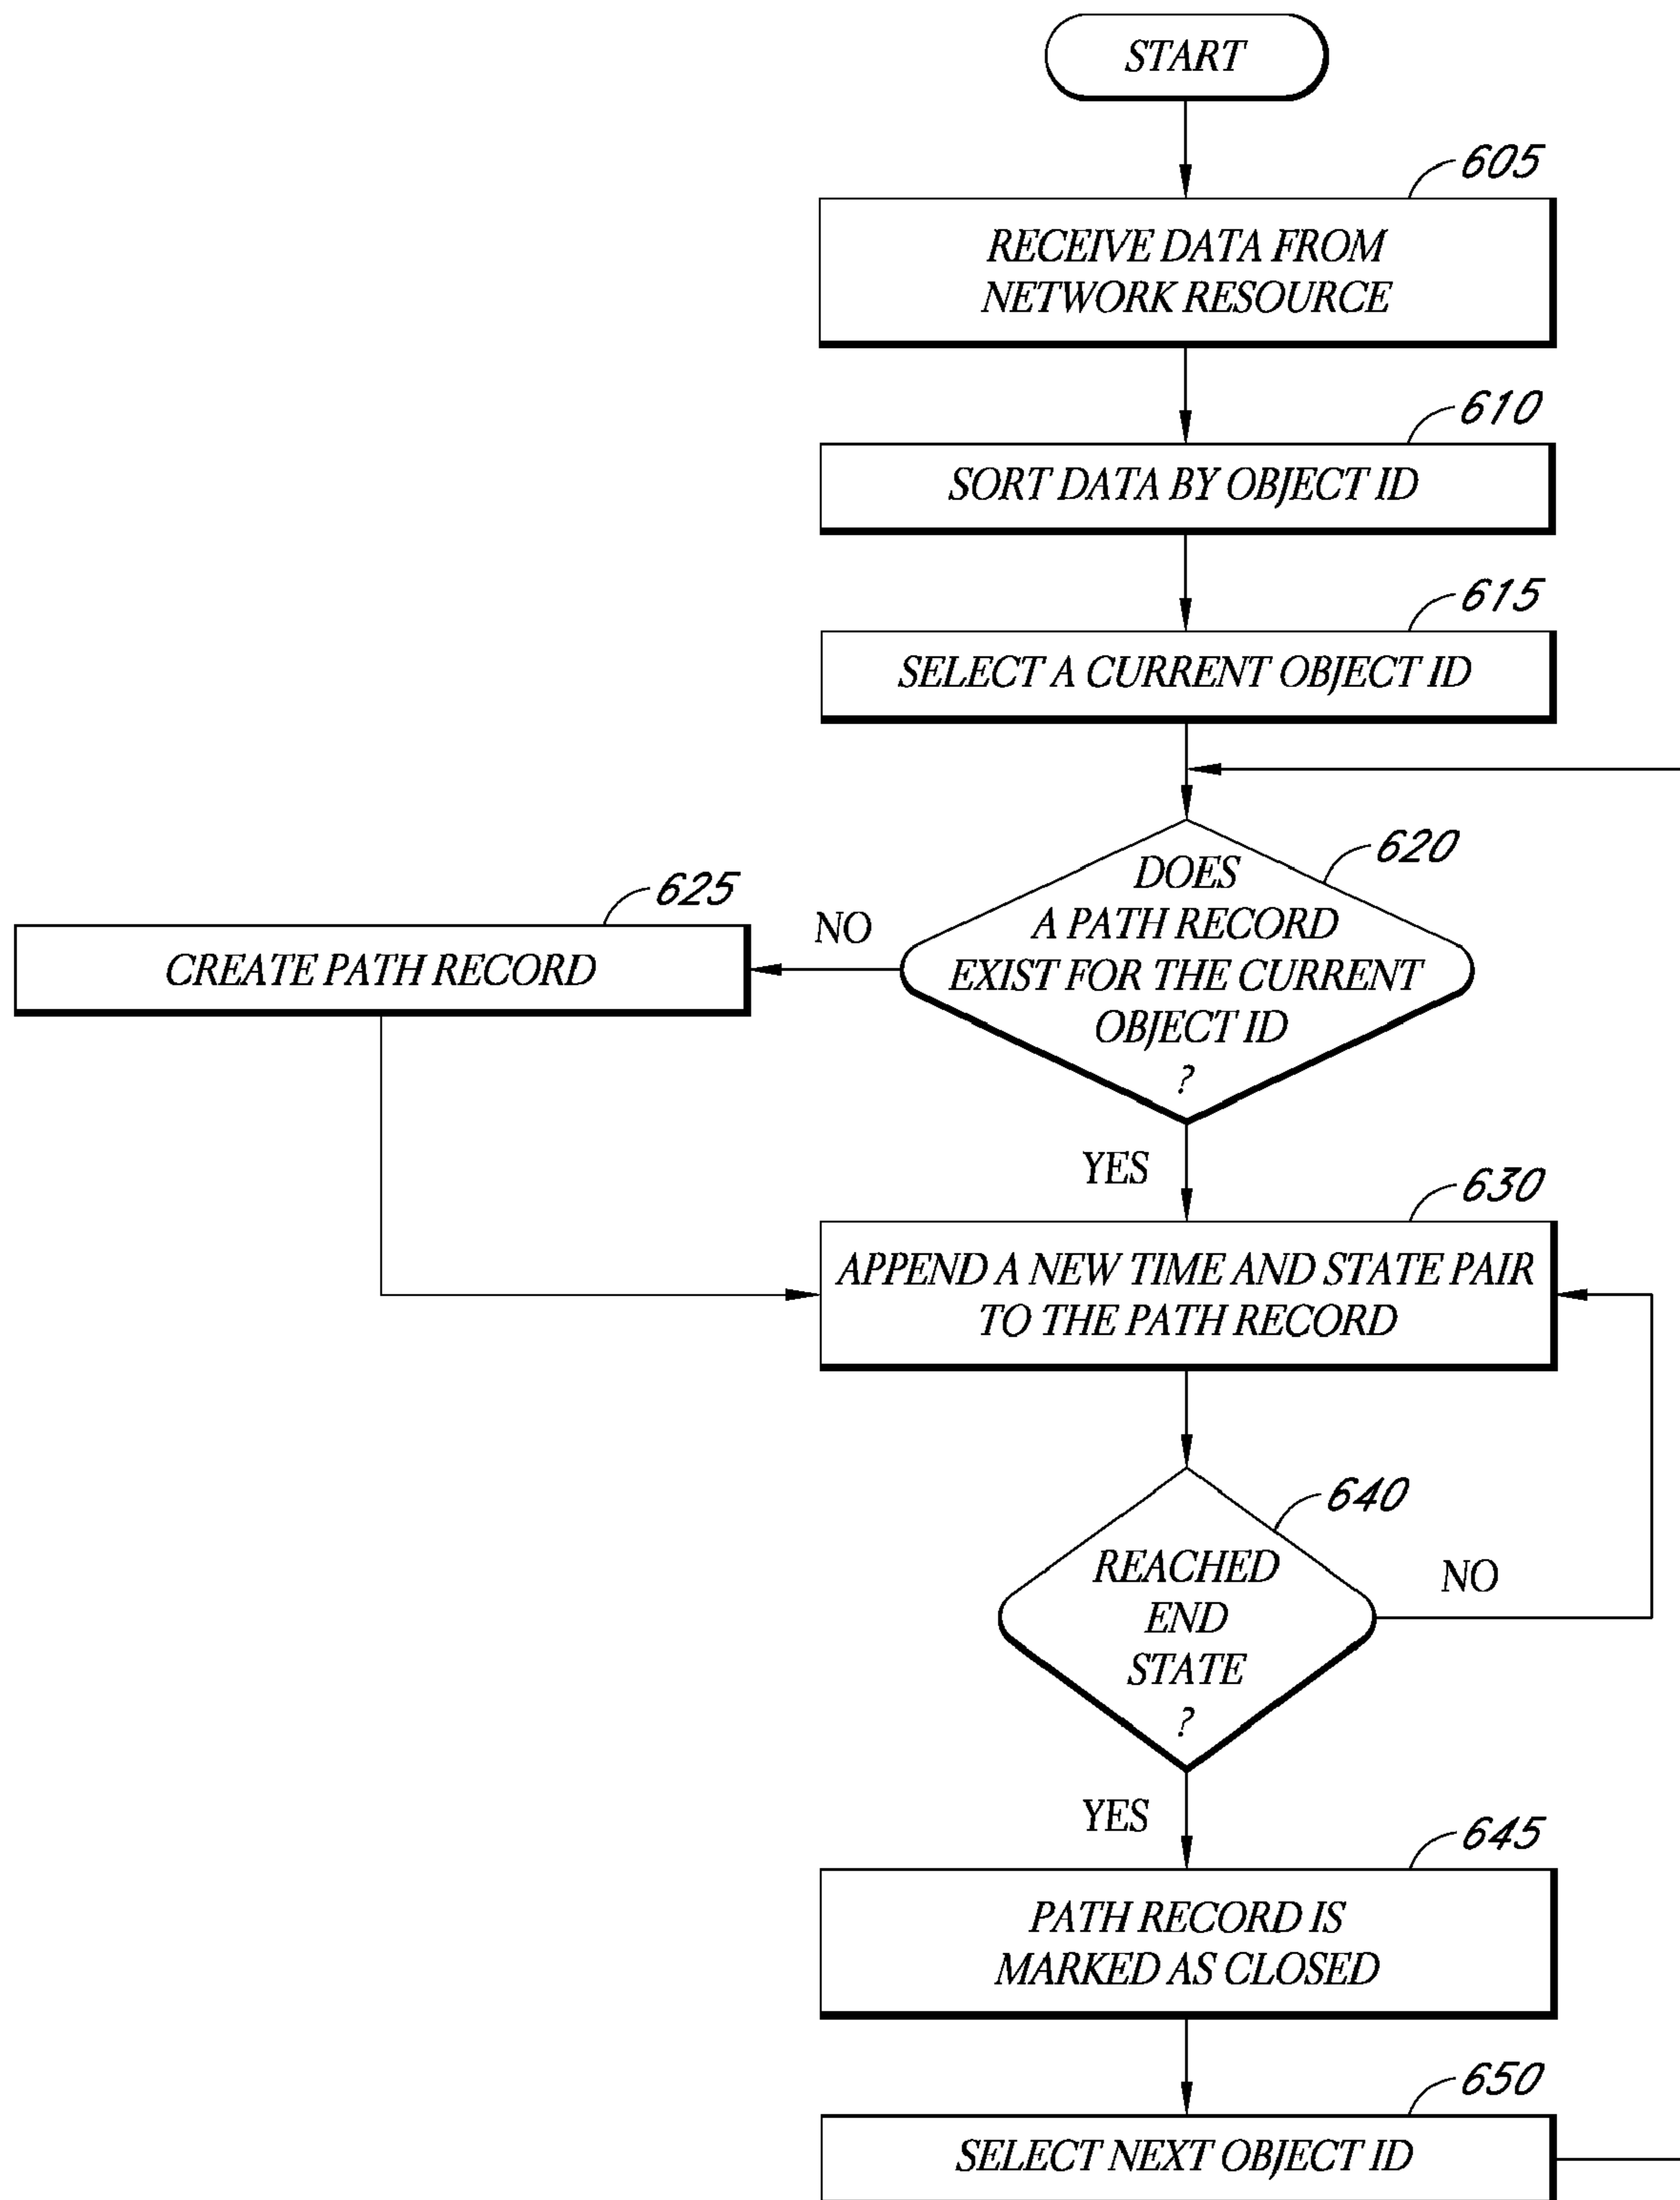 START
605
RECEIVE DATA FROM
NETWORK RESOURCE
610
SORT DATA BY OBJECT ID
615
SELECT A CURRENT OBJECT ID
620
DOES
A PATH RECORD
EXIST FOR THE CURRENT
OBJECT ID
?
NO
625
CREATE PATH RECORD
YES
630
APPEND A NEW TIME AND STATE PAIR
TO THE PATH RECORD
640
REACHED
END
STATE
?
NO
YES
645
PATH RECORD IS
MARKED AS CLOSED
650
SELECT NEXT OBJECT ID